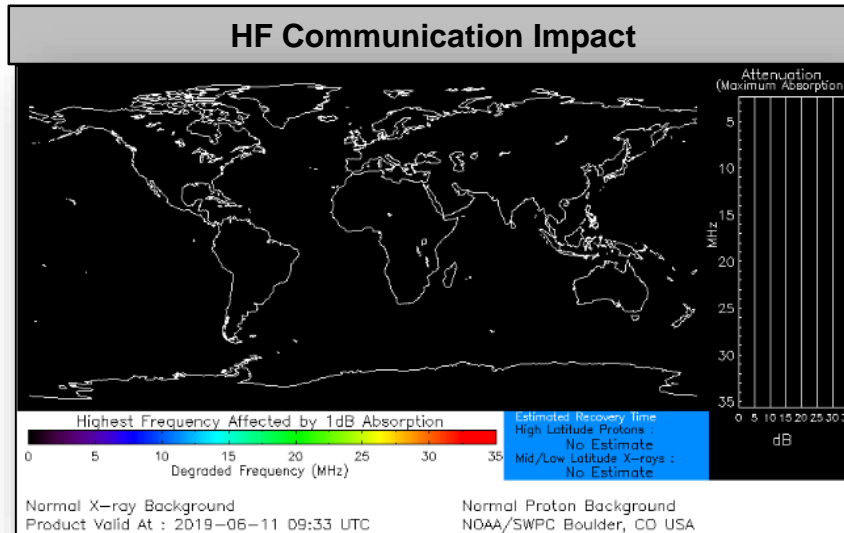 HF Communication Impact
Attenuation
(Maximum Absorption
5
10
15
20
25
30
35
MHz
0 5 10 15 20 25 30
dB
Highest Frequency Affected by 1dB Absorption
0 5 10 15 20 25 30 35
Degraded Frequency (MHz)
Estimated Recovery Time
High Latitude Protons :
No Estimate
Mid/Low Latitude X-rays :
No Estimate
Normal X-ray Background
Normal Proton Background
Product Valid At : 2019-06-11 09:33 UTC
NOAA/SWPC Boulder, CO USA